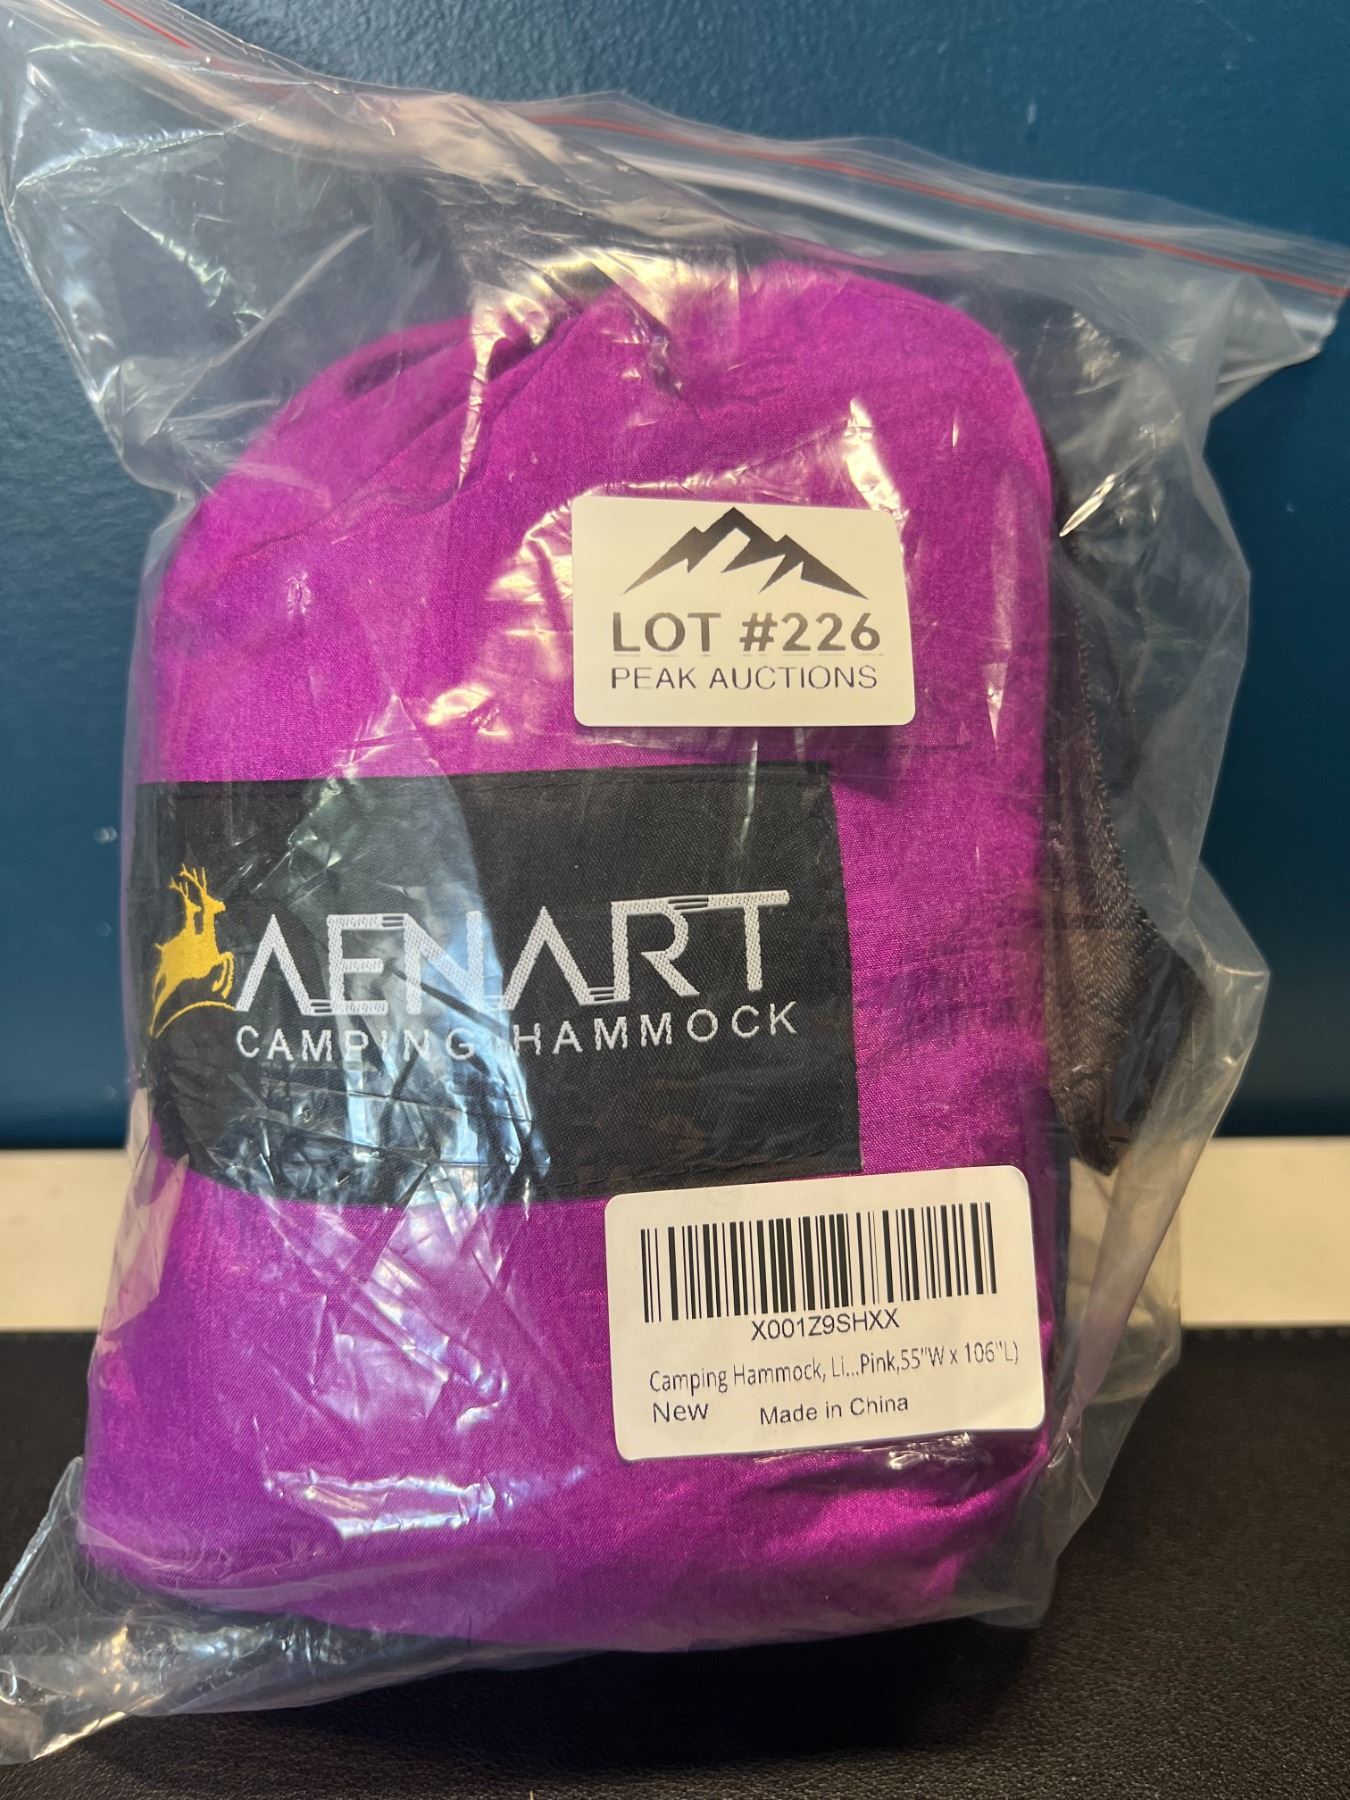 LOT #226
PEAK AUCTIONS
AENART
CAMPING HAMMOCK
X001Z9SHXX
Camping Hammock, Li...Pink,55"W x 106"L)
New Made in China